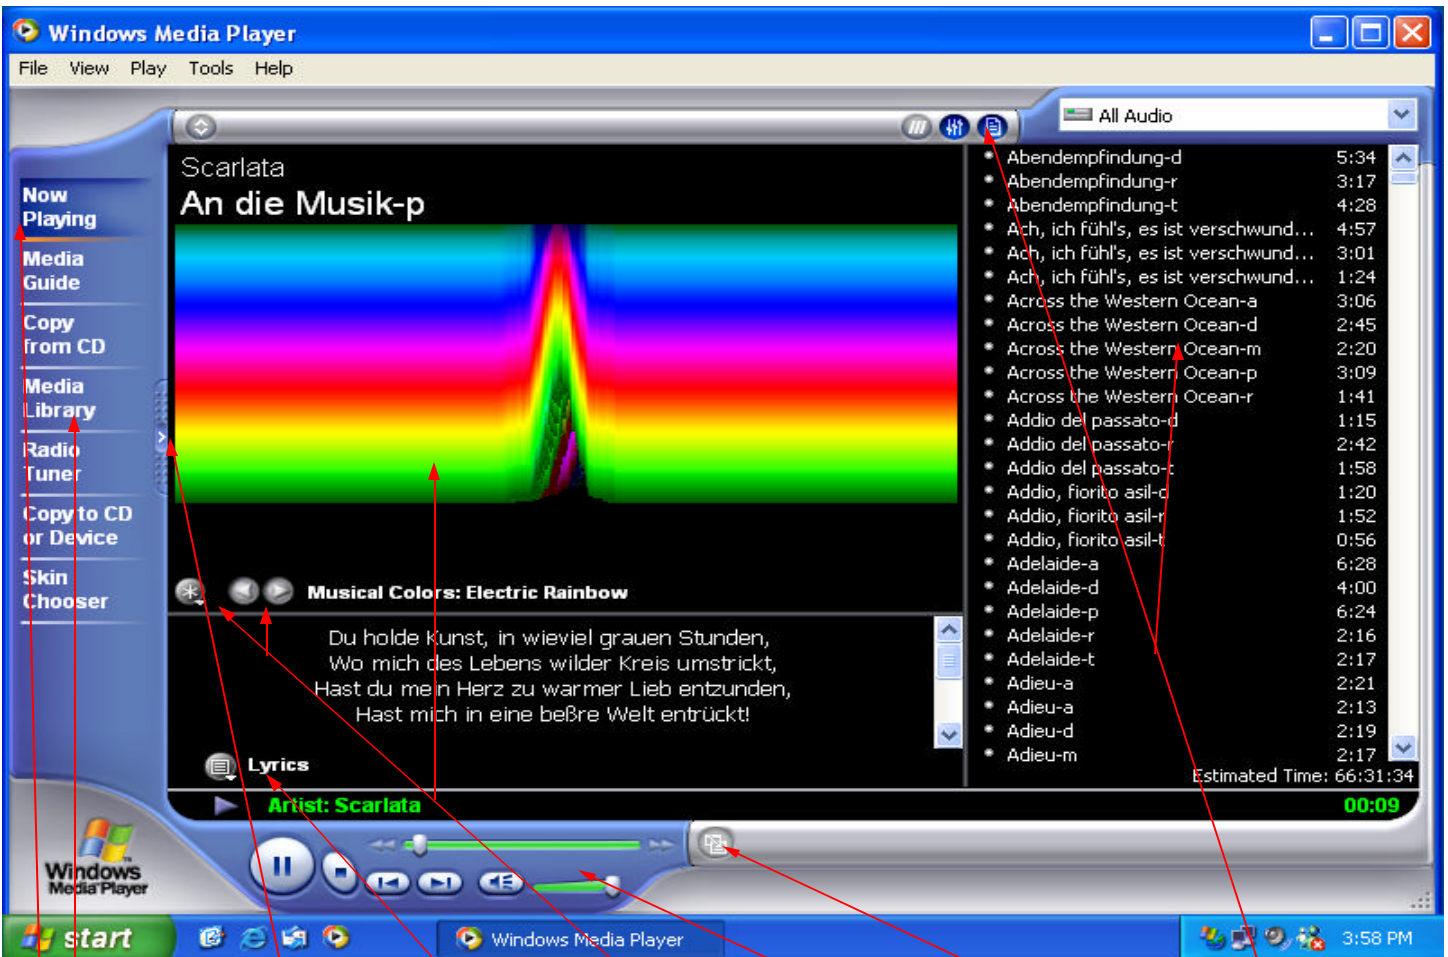 Windows Media Player
File View Play Tools Help
All Audio
Now
Playing
Media
Guide
Copy
from CD
Media
Library
Radio
Tuner
Copy to CD
or Device
Skin
Chooser
Scarlata
An die Musik-p
Musical Colors: Electric Rainbow
Du holde Kunst, in wieviel grauen Stunden,
Wo mich des Lebens wilder Kreis umstrickt,
Hast du mein Herz zu warmer Lieb entzunden,
Hast mich in eine beßre Welt entrückt!
Lyrics
Abendempfindung-d 5:34
Abendempfindung-r 3:17
Abendempfindung-t 4:28
Ach, ich fühl's, es ist verschwund... 4:57
Ach, ich fühl's, es ist verschwund... 3:01
Ach, ich fühl's, es ist verschwund... 1:24
Across the Western Ocean-a 3:06
Across the Western Ocean-d 2:45
Across the Western Ocean-m 2:20
Across the Western Ocean-p 3:09
Across the Western Ocean-r 1:41
Addio del passato-d 1:15
Addio del passato-r 2:42
Addio del passato-t 1:58
Addio, fiorito asil-d 1:20
Addio, fiorito asil-r 1:52
Addio, fiorito asil-t 0:56
Adelaide-a 6:28
Adelaide-d 4:00
Adelaide-p 6:24
Adelaide-r 2:16
Adelaide-t 2:17
Adieu-a 2:21
Adieu-a 2:13
Adieu-d 2:19
Adieu-m 2:17
Estimated Time: 66:31:34
Artist: Scarlata 00:09
Windows
Media Player
start Windows Media Player 3:58 PM